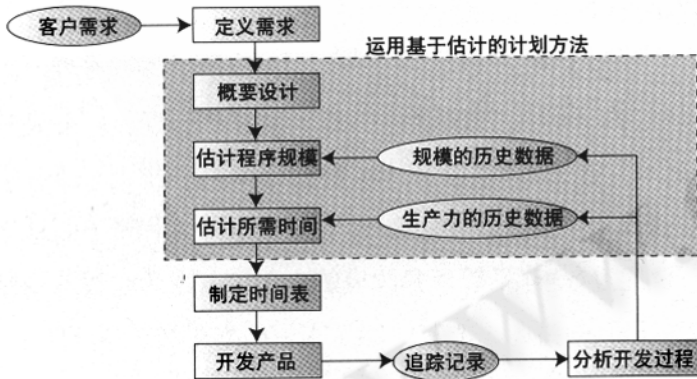 客户需求
定义需求
运用基于估计的计划方法
概要设计
估计程序规模
规模的历史数据
估计所需时间
生产力的历史数据
制定时间表
开发产品
追踪记录
分析开发过程